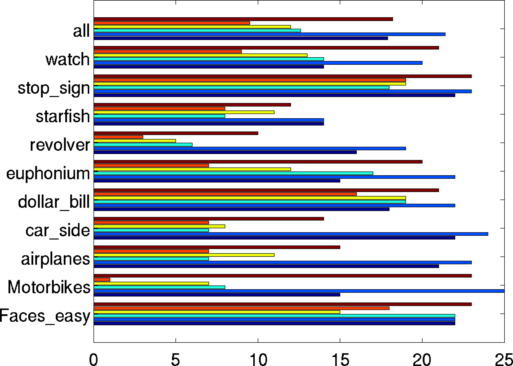 all
watch
stop_sign
starfish
revolver
euphonium
dollar_bill
car_side
airplanes
Motorbikes
Faces_easy
0 5 10 15 20 25